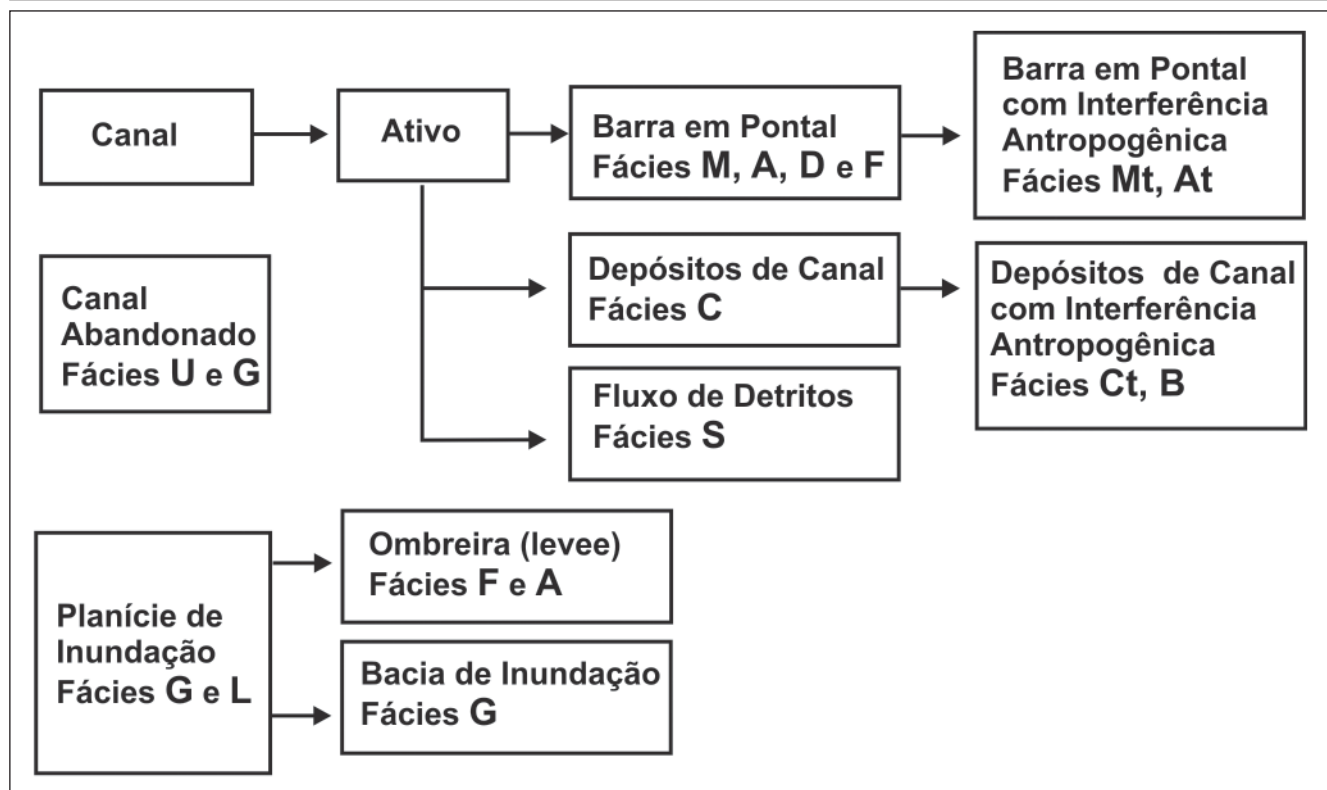 Canal
Ativo
Barra em Pontal
Fácies M, A, D e F
Barra em Pontal
com Interferência
Antropogênica
Fácies Mt, At
Canal
Abandonado
Fácies U e G
Depósitos de Canal
Fácies C
Depósitos de Canal
com Interferência
Antropogênica
Fácies Ct, B
Fluxo de Detritos
Fácies S
Planície de
Inundação
Fácies G e L
Ombreira (levee)
Fácies F e A
Bacia de Inundação
Fácies G